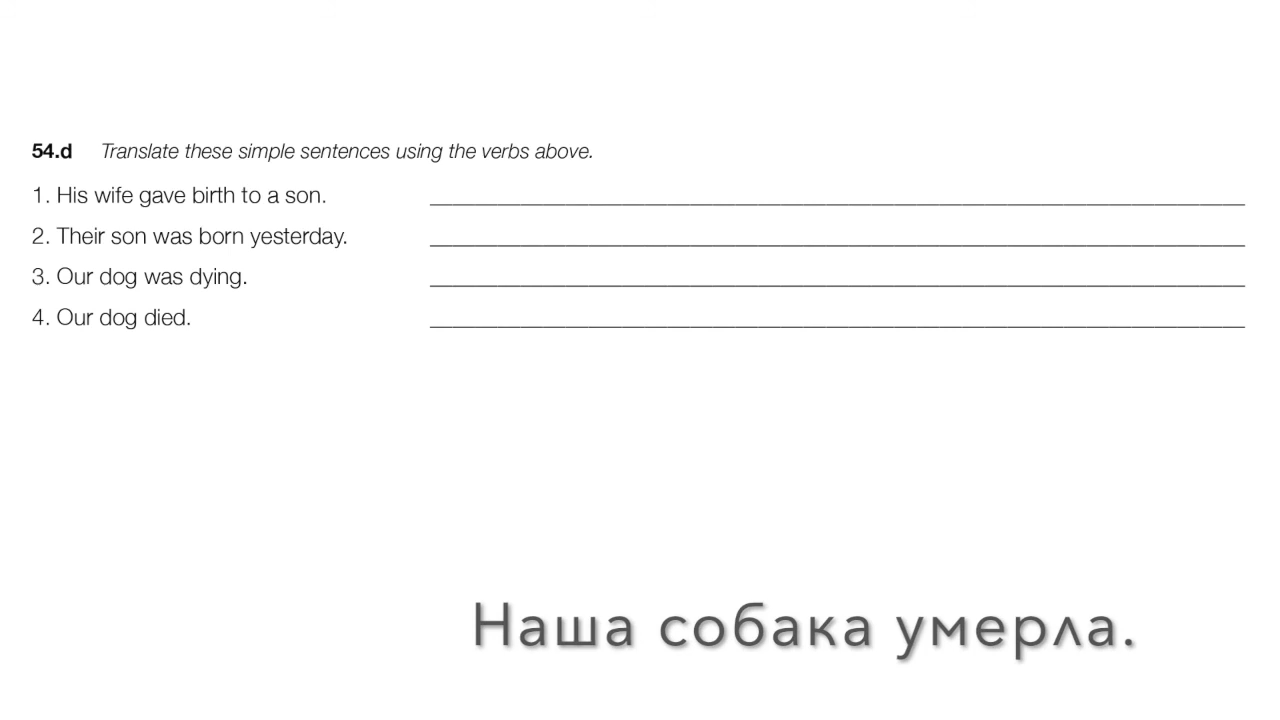 54.d Translate these simple sentences using the verbs above.
1. His wife gave birth to a son.
2. Their son was born yesterday.
3. Our dog was dying.
4. Our dog died.
Наша собака умерла.